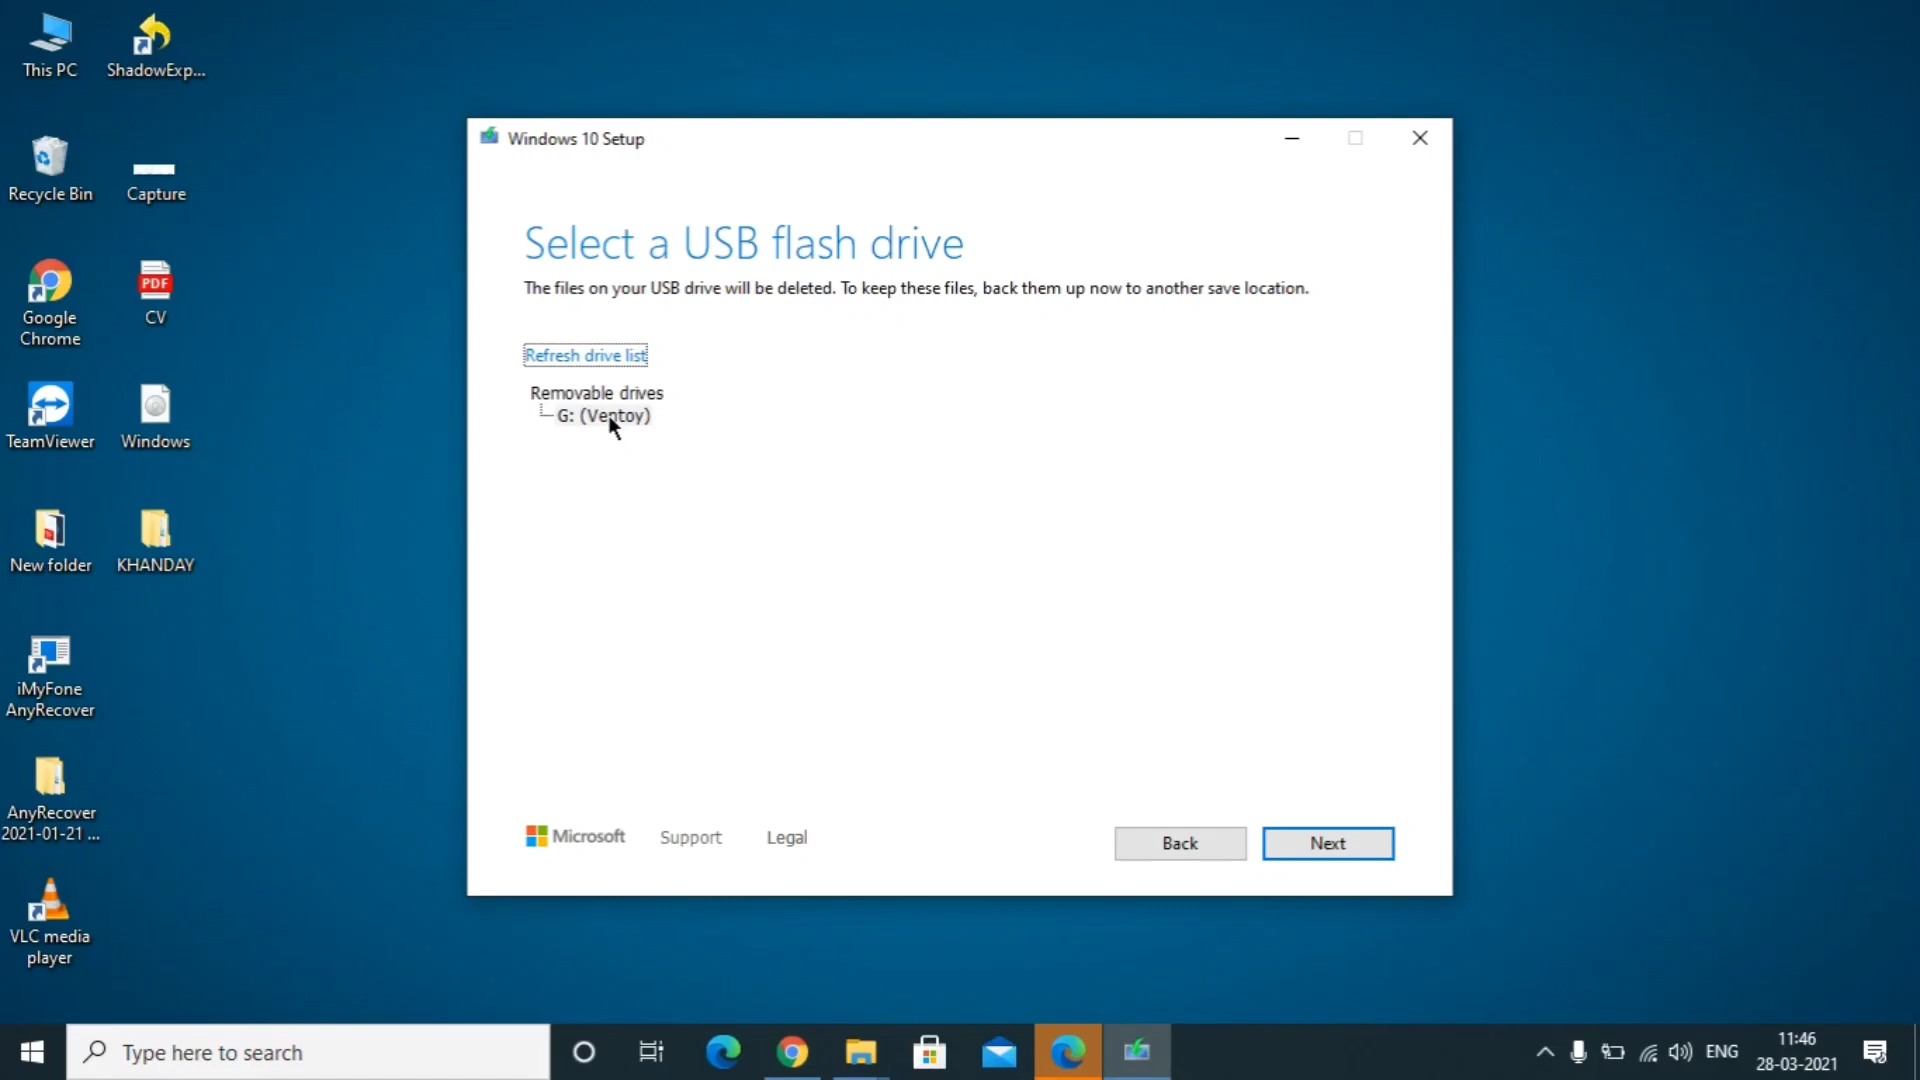 This PC
ShadowExp...
Recycle Bin
Capture
Google
Chrome
PDF
CV
TeamViewer
Windows
New folder
KHANDAY
iMyFone
AnyRecover
AnyRecover
2021-01-21 ...
VLC media
player
Windows 10 Setup
Select a USB flash drive
The files on your USB drive will be deleted. To keep these files, back them up now to another save location.
Refresh drive list
Removable drives
G: (Ventoy)
Microsoft
Support
Legal
Back
Next
Type here to search
ENG
11:46
28-03-2021